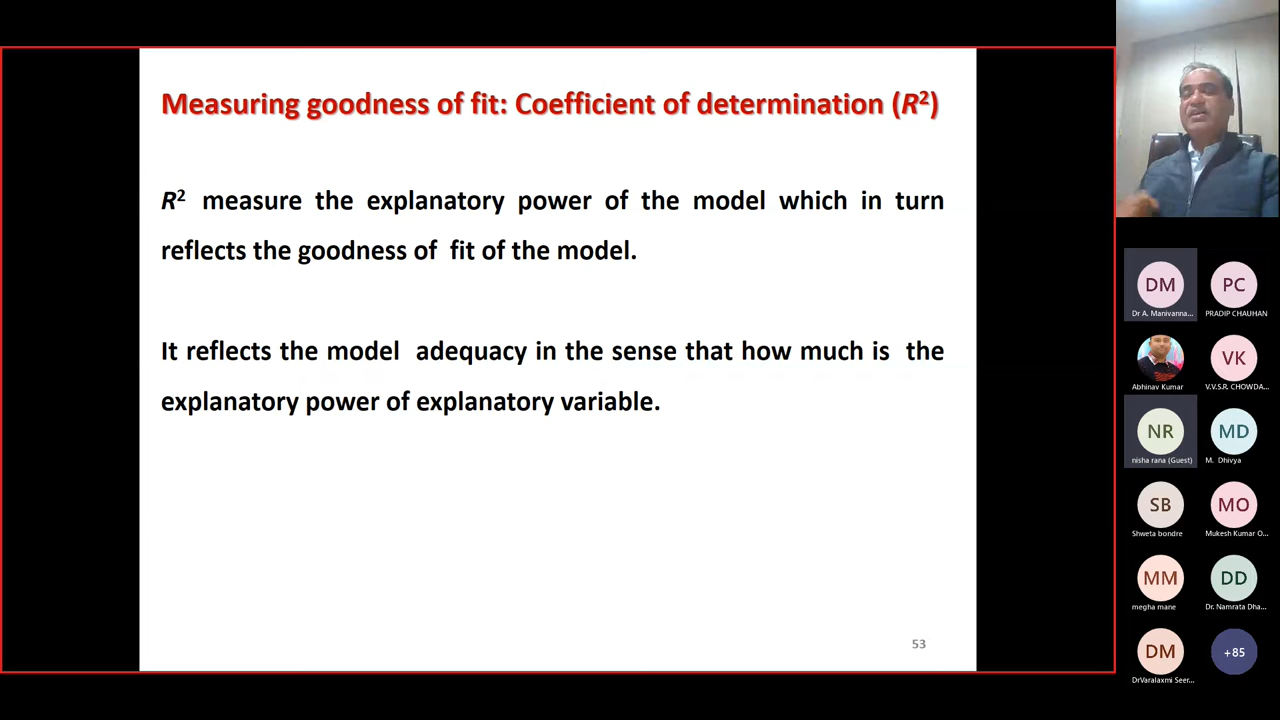 Measuring goodness of fit: Coefficient of determination (R²)
R² measure the explanatory power of the model which in turn
reflects the goodness of fit of the model.
It reflects the model adequacy in the sense that how much is the
explanatory power of explanatory variable.
53
DM
Dr A. Manivanna...
PC
PRADIP CHAUHAN
Abhinav Kumar
VK
V.V.S.R. CHOWDA...
NR
nisha rana (Guest)
MD
M. Dhivya
SB
Shweta bondre
MO
Mukesh Kumar O...
MM
megha mane
DD
Dr. Namrata Dha...
DM
DrVaralaxmi Seer...
+85